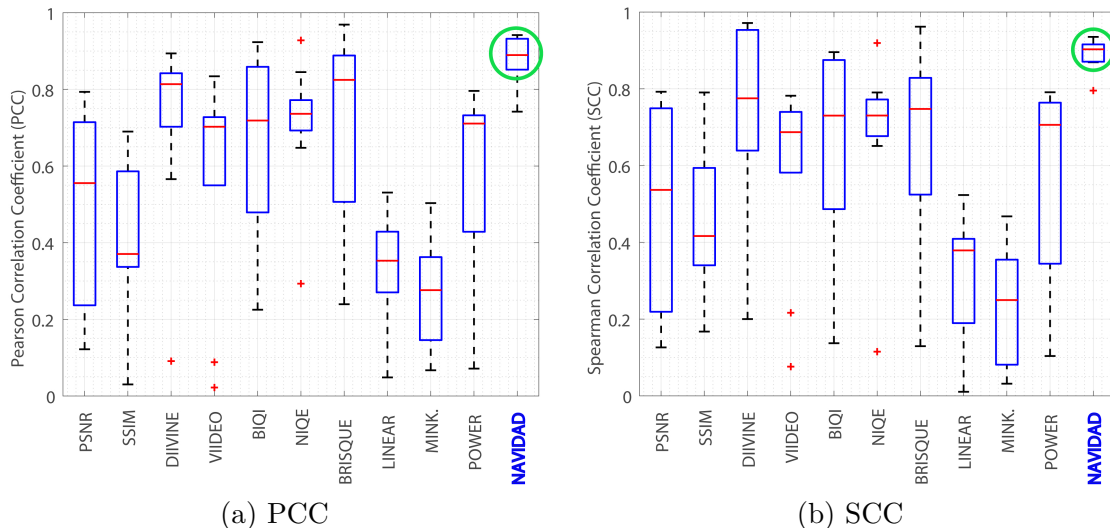 Pearson Correlation Coefficient (PCC)
1
0.8
0.6
0.4
0.2
0
PSNR
SSIM
DIIVINE
VIIDEO
BIQI
NIQE
BRISQUE
LINEAR
MINK.
POWER
NAVIDAD
(a) PCC
Spearman Correlation Coefficient (SCC)
1
0.8
0.6
0.4
0.2
0
PSNR
SSIM
DIIVINE
VIIDEO
BIQI
NIQE
BRISQUE
LINEAR
MINK.
POWER
NAVIDAD
(b) SCC